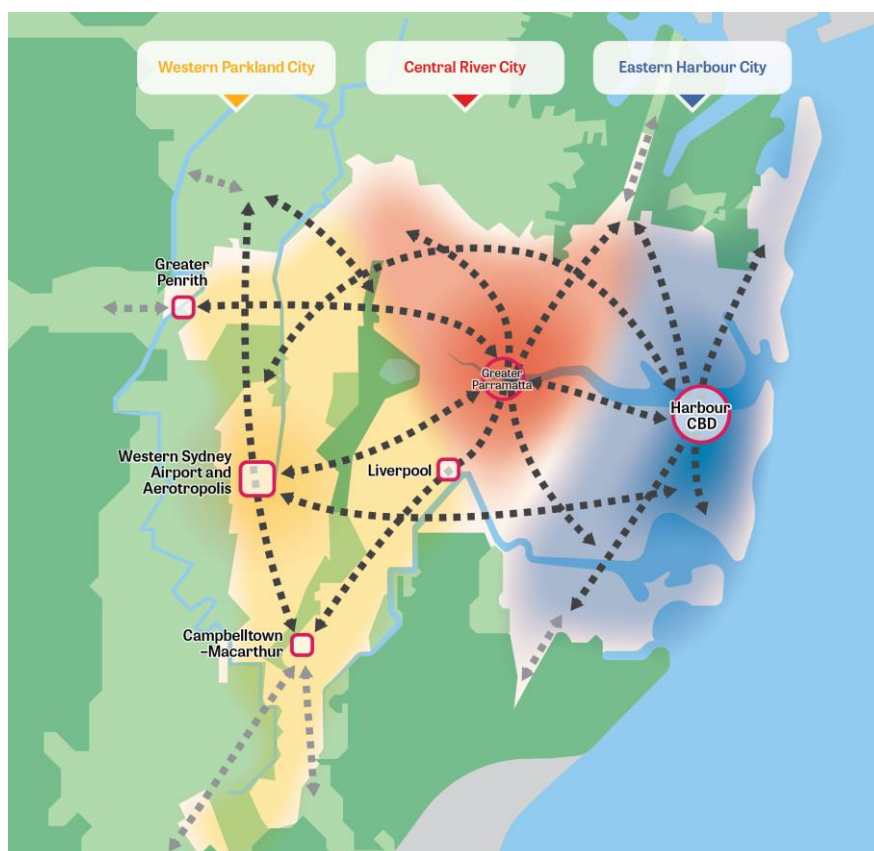 Western Parkland City
Central River City
Eastern Harbour City
Greater
Penrith
Greater
Parramatta
Harbour
CBD
Western Sydney
Airport and
Aerotropolis
Liverpool
Campbelltown
–Macarthur